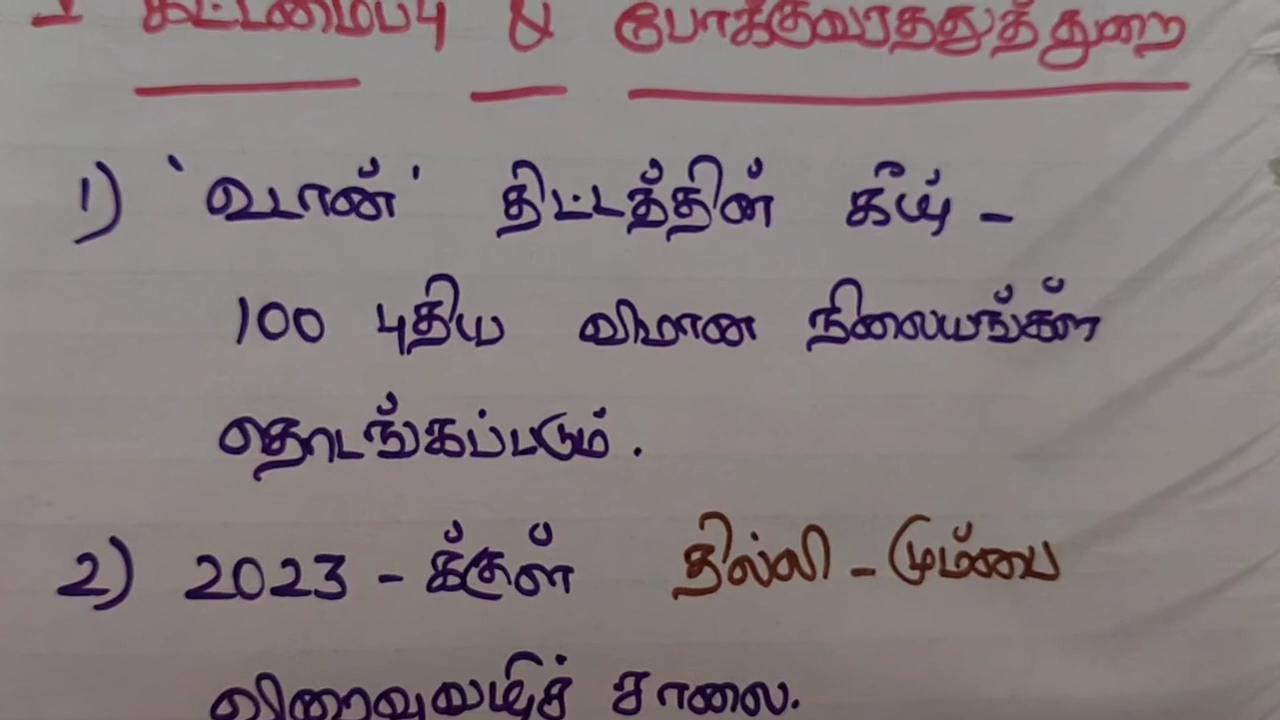 கட்டமைப்பு & போக்குவரத்துத்துறை
1) 'உடான்' திட்டத்தின் கீழ் -
100 புதிய விமான நிலையங்கள்
தொடங்கப்படும்.
2) 2023 - க்குள் தில்லி - மும்பை
விரைவுவழிச் சாலை.